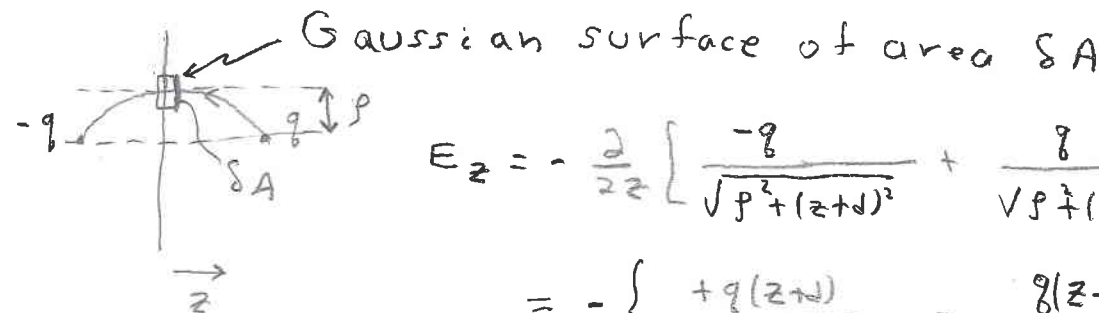 Gaussian surface of area δA
-q q ρ
δA
E_z = - ∂/∂z [ -q / √(ρ² + (z+d)²) + q / √(ρ² + (
z
= - { +q(z+d) q(z-